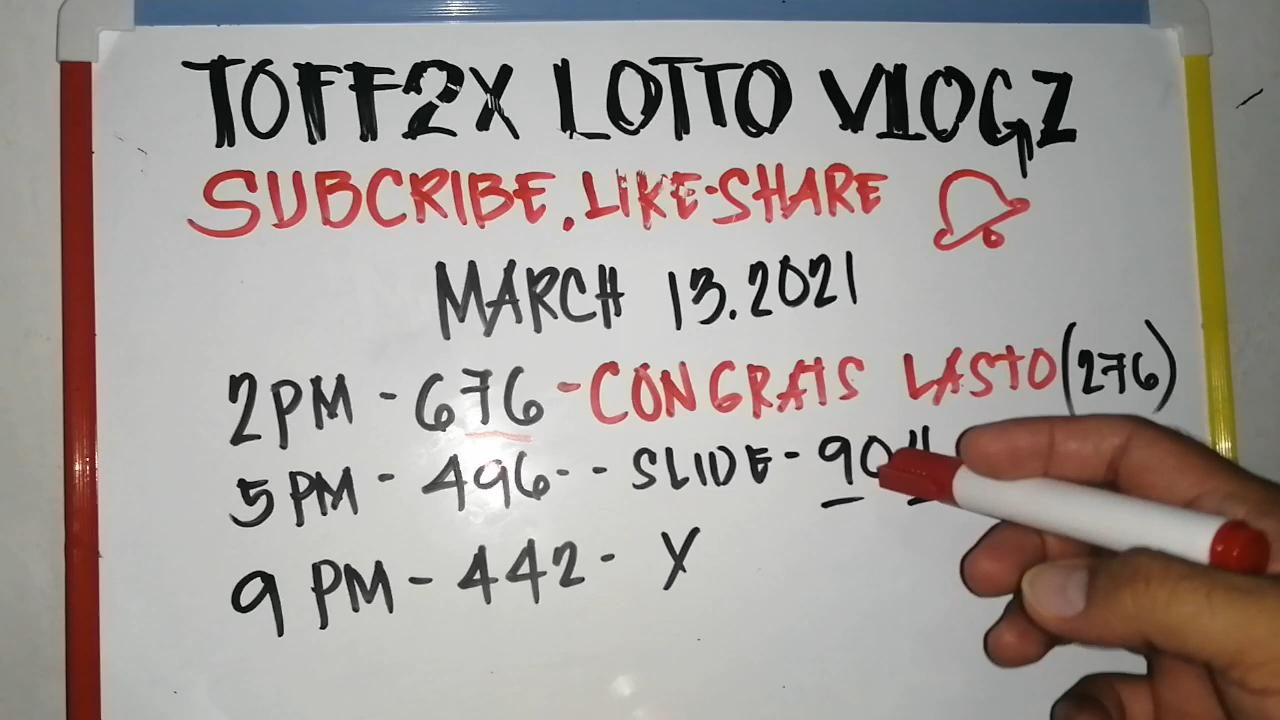 TOFF2X LOTTO VLOGZ
SUBCRIBE. LIKE-SHARE
MARCH 13.2021
2PM - 676 - CONGRATS LASTO (276)
5PM - 496 - - SLIDE - 90
9 PM - 442 - X